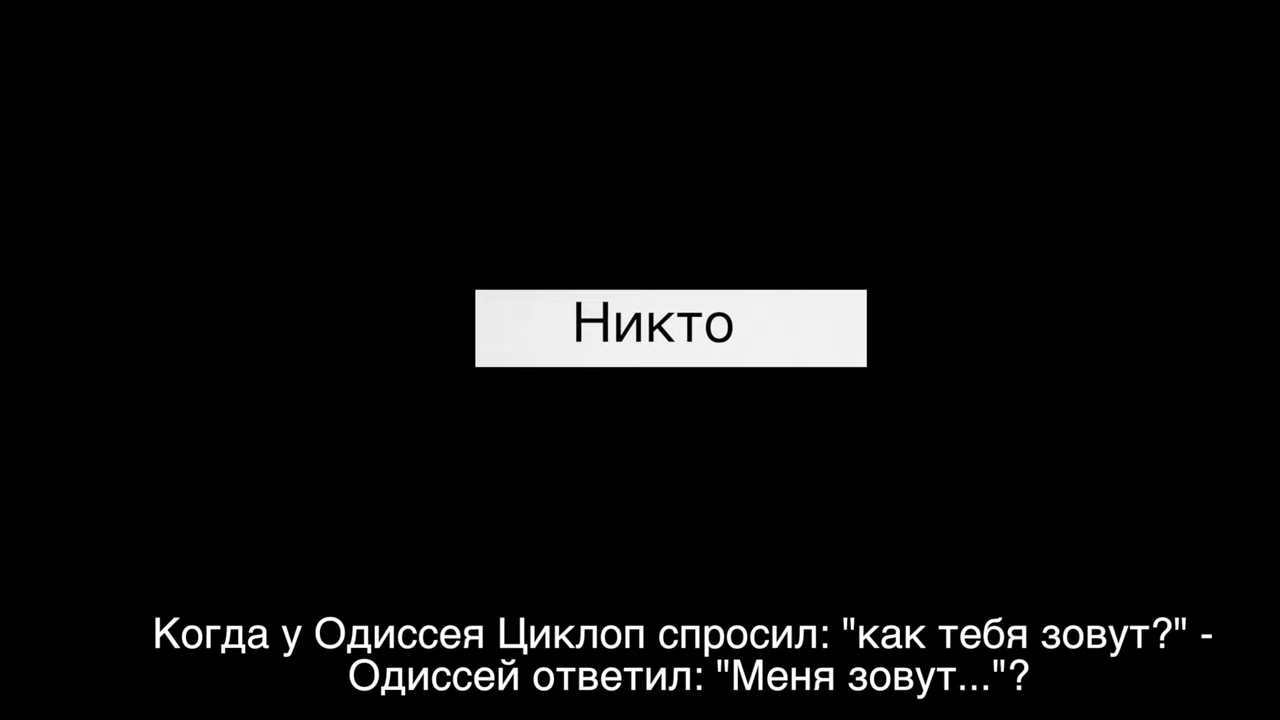 Никто
Когда у Одиссея Циклоп спросил: "как тебя зовут?" -
Одиссей ответил: "Меня зовут..."?